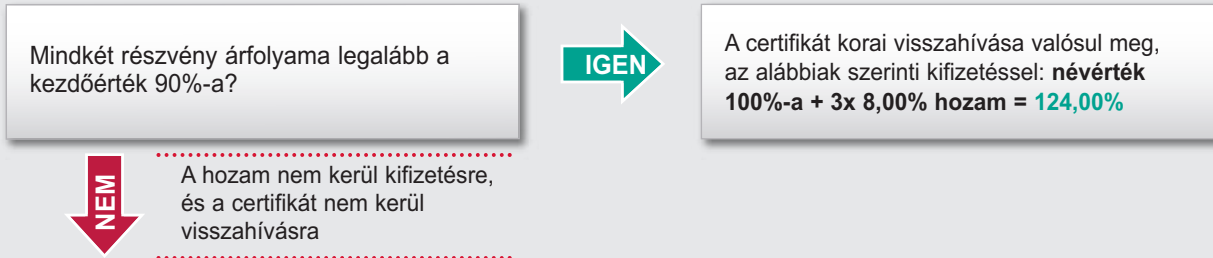 Mindkét részvény árfolyama legalább a
kezdőérték 90%-a?
IGEN
A certifikát korai visszahívása valósul meg,
az alábbiak szerinti kifizetéssel: névérték
100%-a + 3x 8,00% hozam = 124,00%
NEM
A hozam nem kerül kifizetésre,
és a certifikát nem kerül
visszahívásra